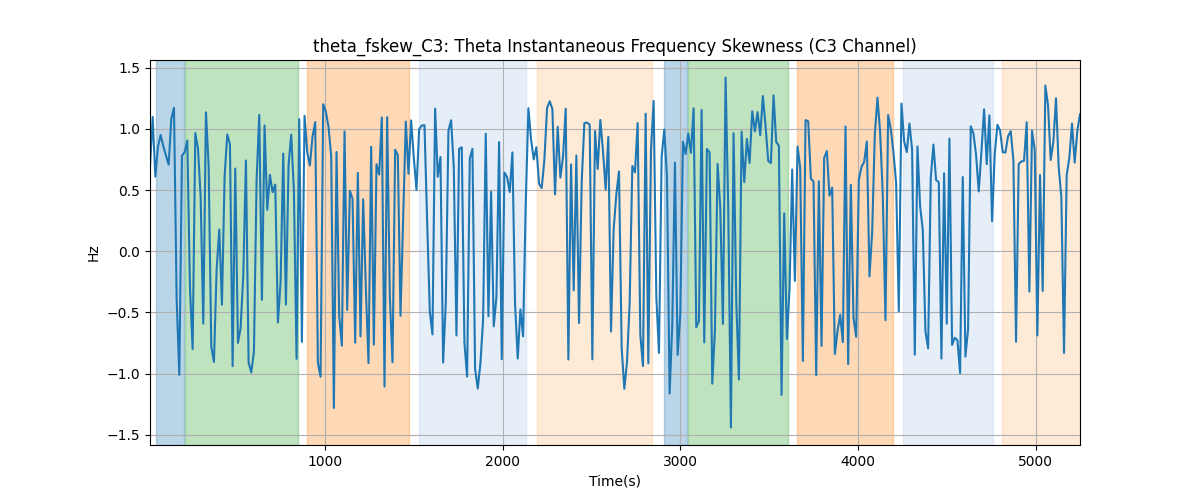 theta_fskew_C3: Theta Instantaneous Frequency Skewness (C3 Channel)
1.5
1.0
0.5
0.0
−0.5
−1.0
−1.5
Hz
1000 2000 3000 4000 5000
Time(s)